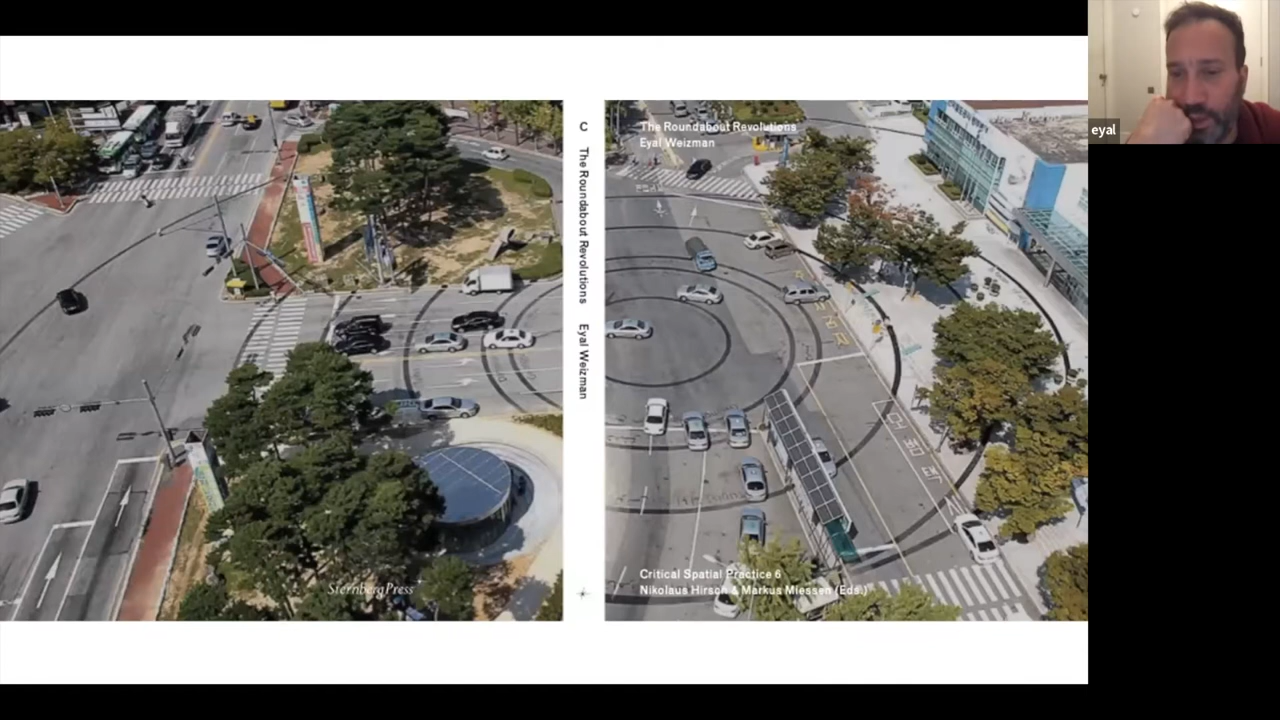 C The Roundabout Revolutions Eyal Weizman
The Roundabout Revolutions
Eyal Weizman
SternbergPress
Critical Spatial Practice 6
Nikolaus Hirsch & Markus Miessen (Eds.)
eyal